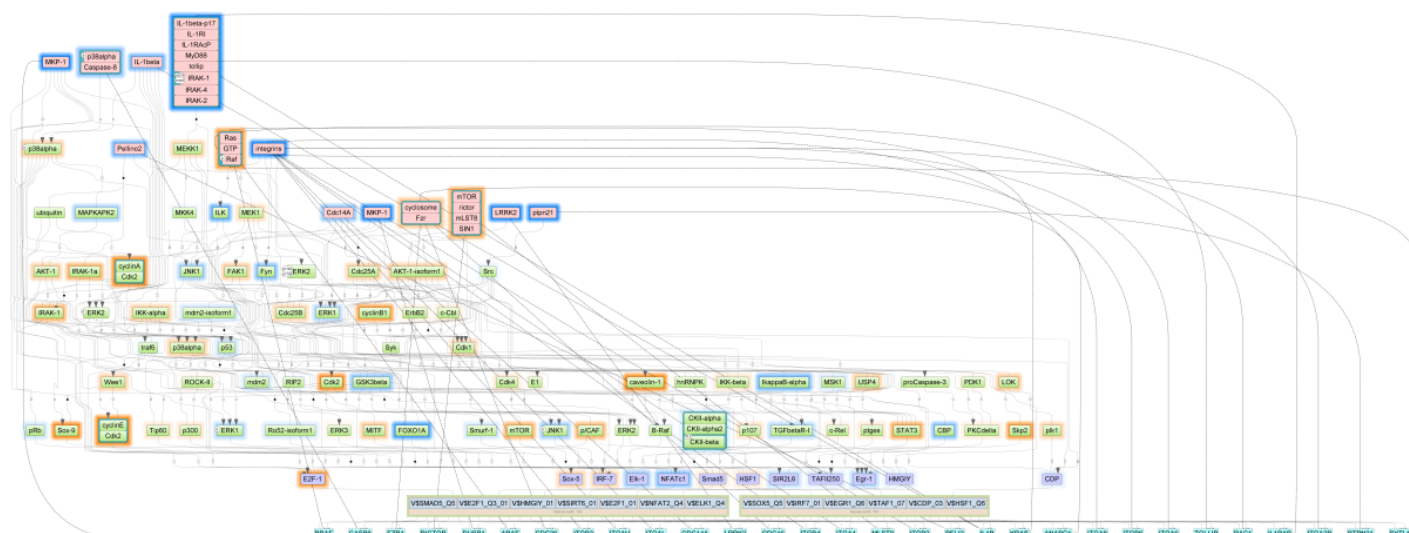 IL-1beta-p17
IL-1RI
IL-1RAcP
MyD88
tollip
IRAK-1
IRAK-4
IRAK-2
MKP-1
p38alpha
Caspase-8
IL-1beta
p38alpha
Pellino2
MEKK1
Ras
GTP
Raf
integrins
ubiquitin
MAPKAPK2
MKK4
ILK
MEK1
Cdc14A
MKP-1
cyclosome
Fzr
mTOR
rictor
mLST8
SIN1
LRRK2
ptpn21
AKT-1
IRAK-1a
cyclinA
Cdk2
JNK1
FAK1
Fyn
ERK2
Cdc25A
AKT-1-isoform1
Src
IRAK-1
ERK2
IKK-alpha
mdm2-isoform1
Cdc25B
ERK1
cyclinB1
ErbB2
c-Cbl
traf6
p38alpha
p53
Syk
Cdk1
Wee1
ROCK-II
mdm2
RIP2
Cdk2
GSK3beta
Cdk4
E1
caveolin-1
hnRNPK
IKK-beta
IkappaB-alpha
MSK1
USP4
proCaspase-3
PDK1
LOK
pRb
Sox-9
cyclinE
Cdk2
Tip60
p300
ERK1
Ro52-isoform1
ERK3
MITF
FOXO1A
Smurf-1
mTOR
JNK1
p/CAF
ERK2
B-Raf
CKII-alpha
CKII-alpha2
CKII-beta
p107
TGFbetaR-I
c-Rel
ptges
STAT3
CBP
PKCdelta
Skp2
plk1
E2F-1
Sox-5
IRF-7
Elk-1
NFATc1
Smad5
HSF1
SIR2L6
TAFII250
Egr-1
HMGIY
CDP
V$SMAD5_Q5 V$E2F1_Q3_01 V$HMGIY_01 V$SIRT6_01 V$E2F1_01 V$NFAT2_Q4 V$ELK1_Q4
V$SOX5_Q5 V$IRF7_01 V$EGR1_Q6 V$TAF1_07 V$CDP_03 V$HSF1_Q6